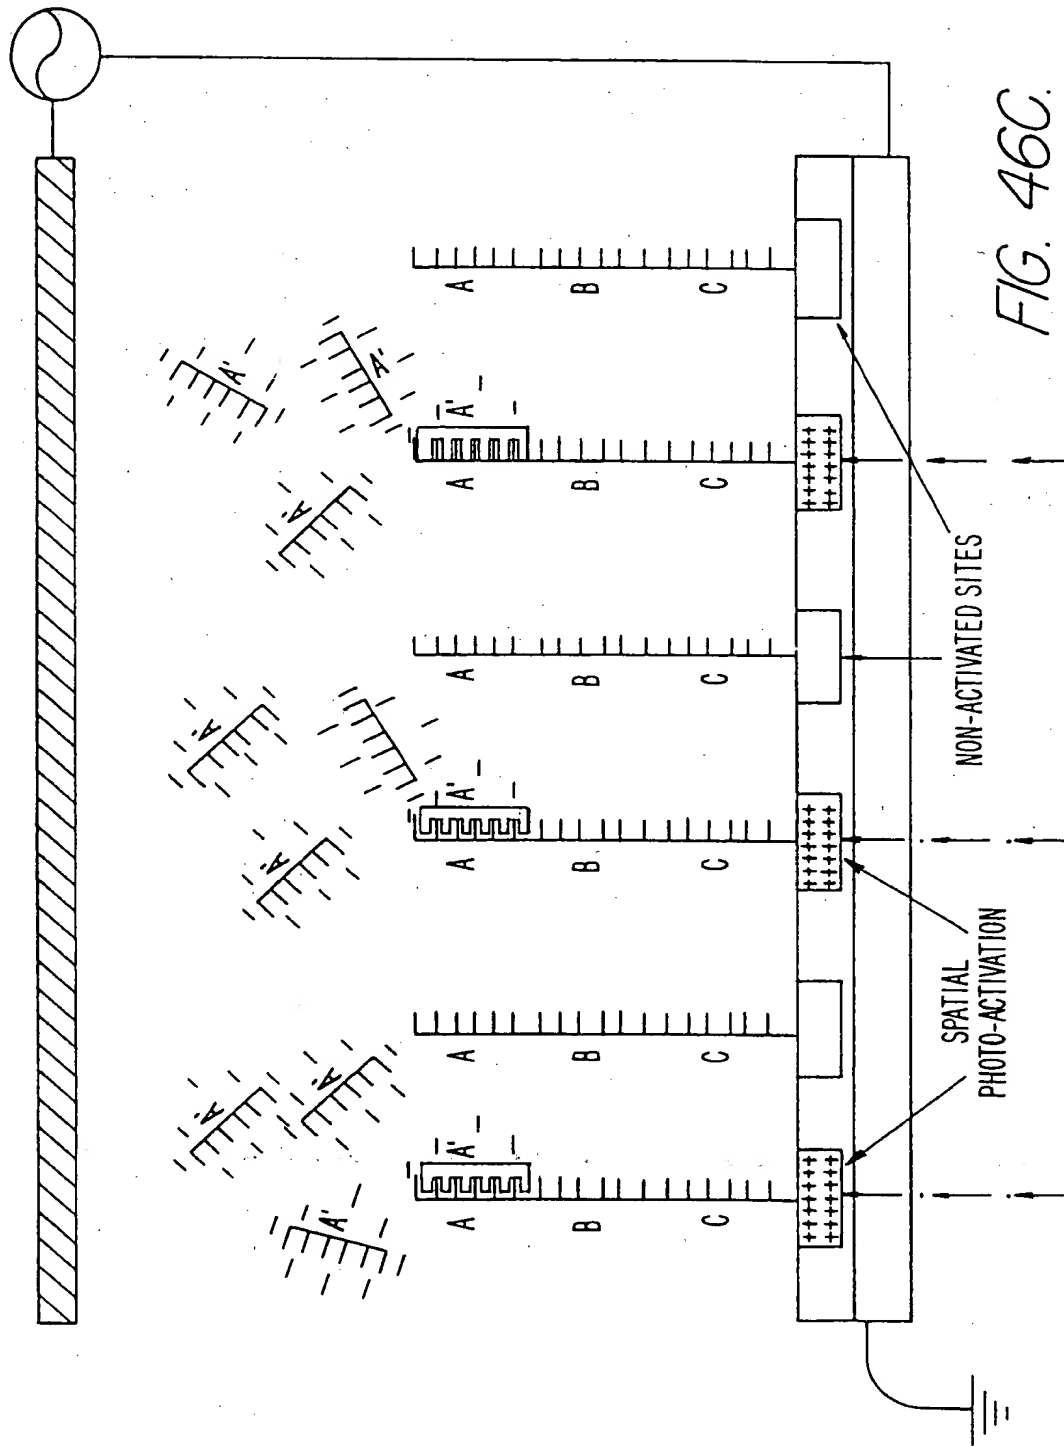 A'
A'
A'
A'
A'
A'
A'
A'
A A' A A A' A A A' A
B B B B B B
C C C C C C
SPATIAL
PHOTO-ACTIVATION
NON-ACTIVATED SITES
FIG. 46C.